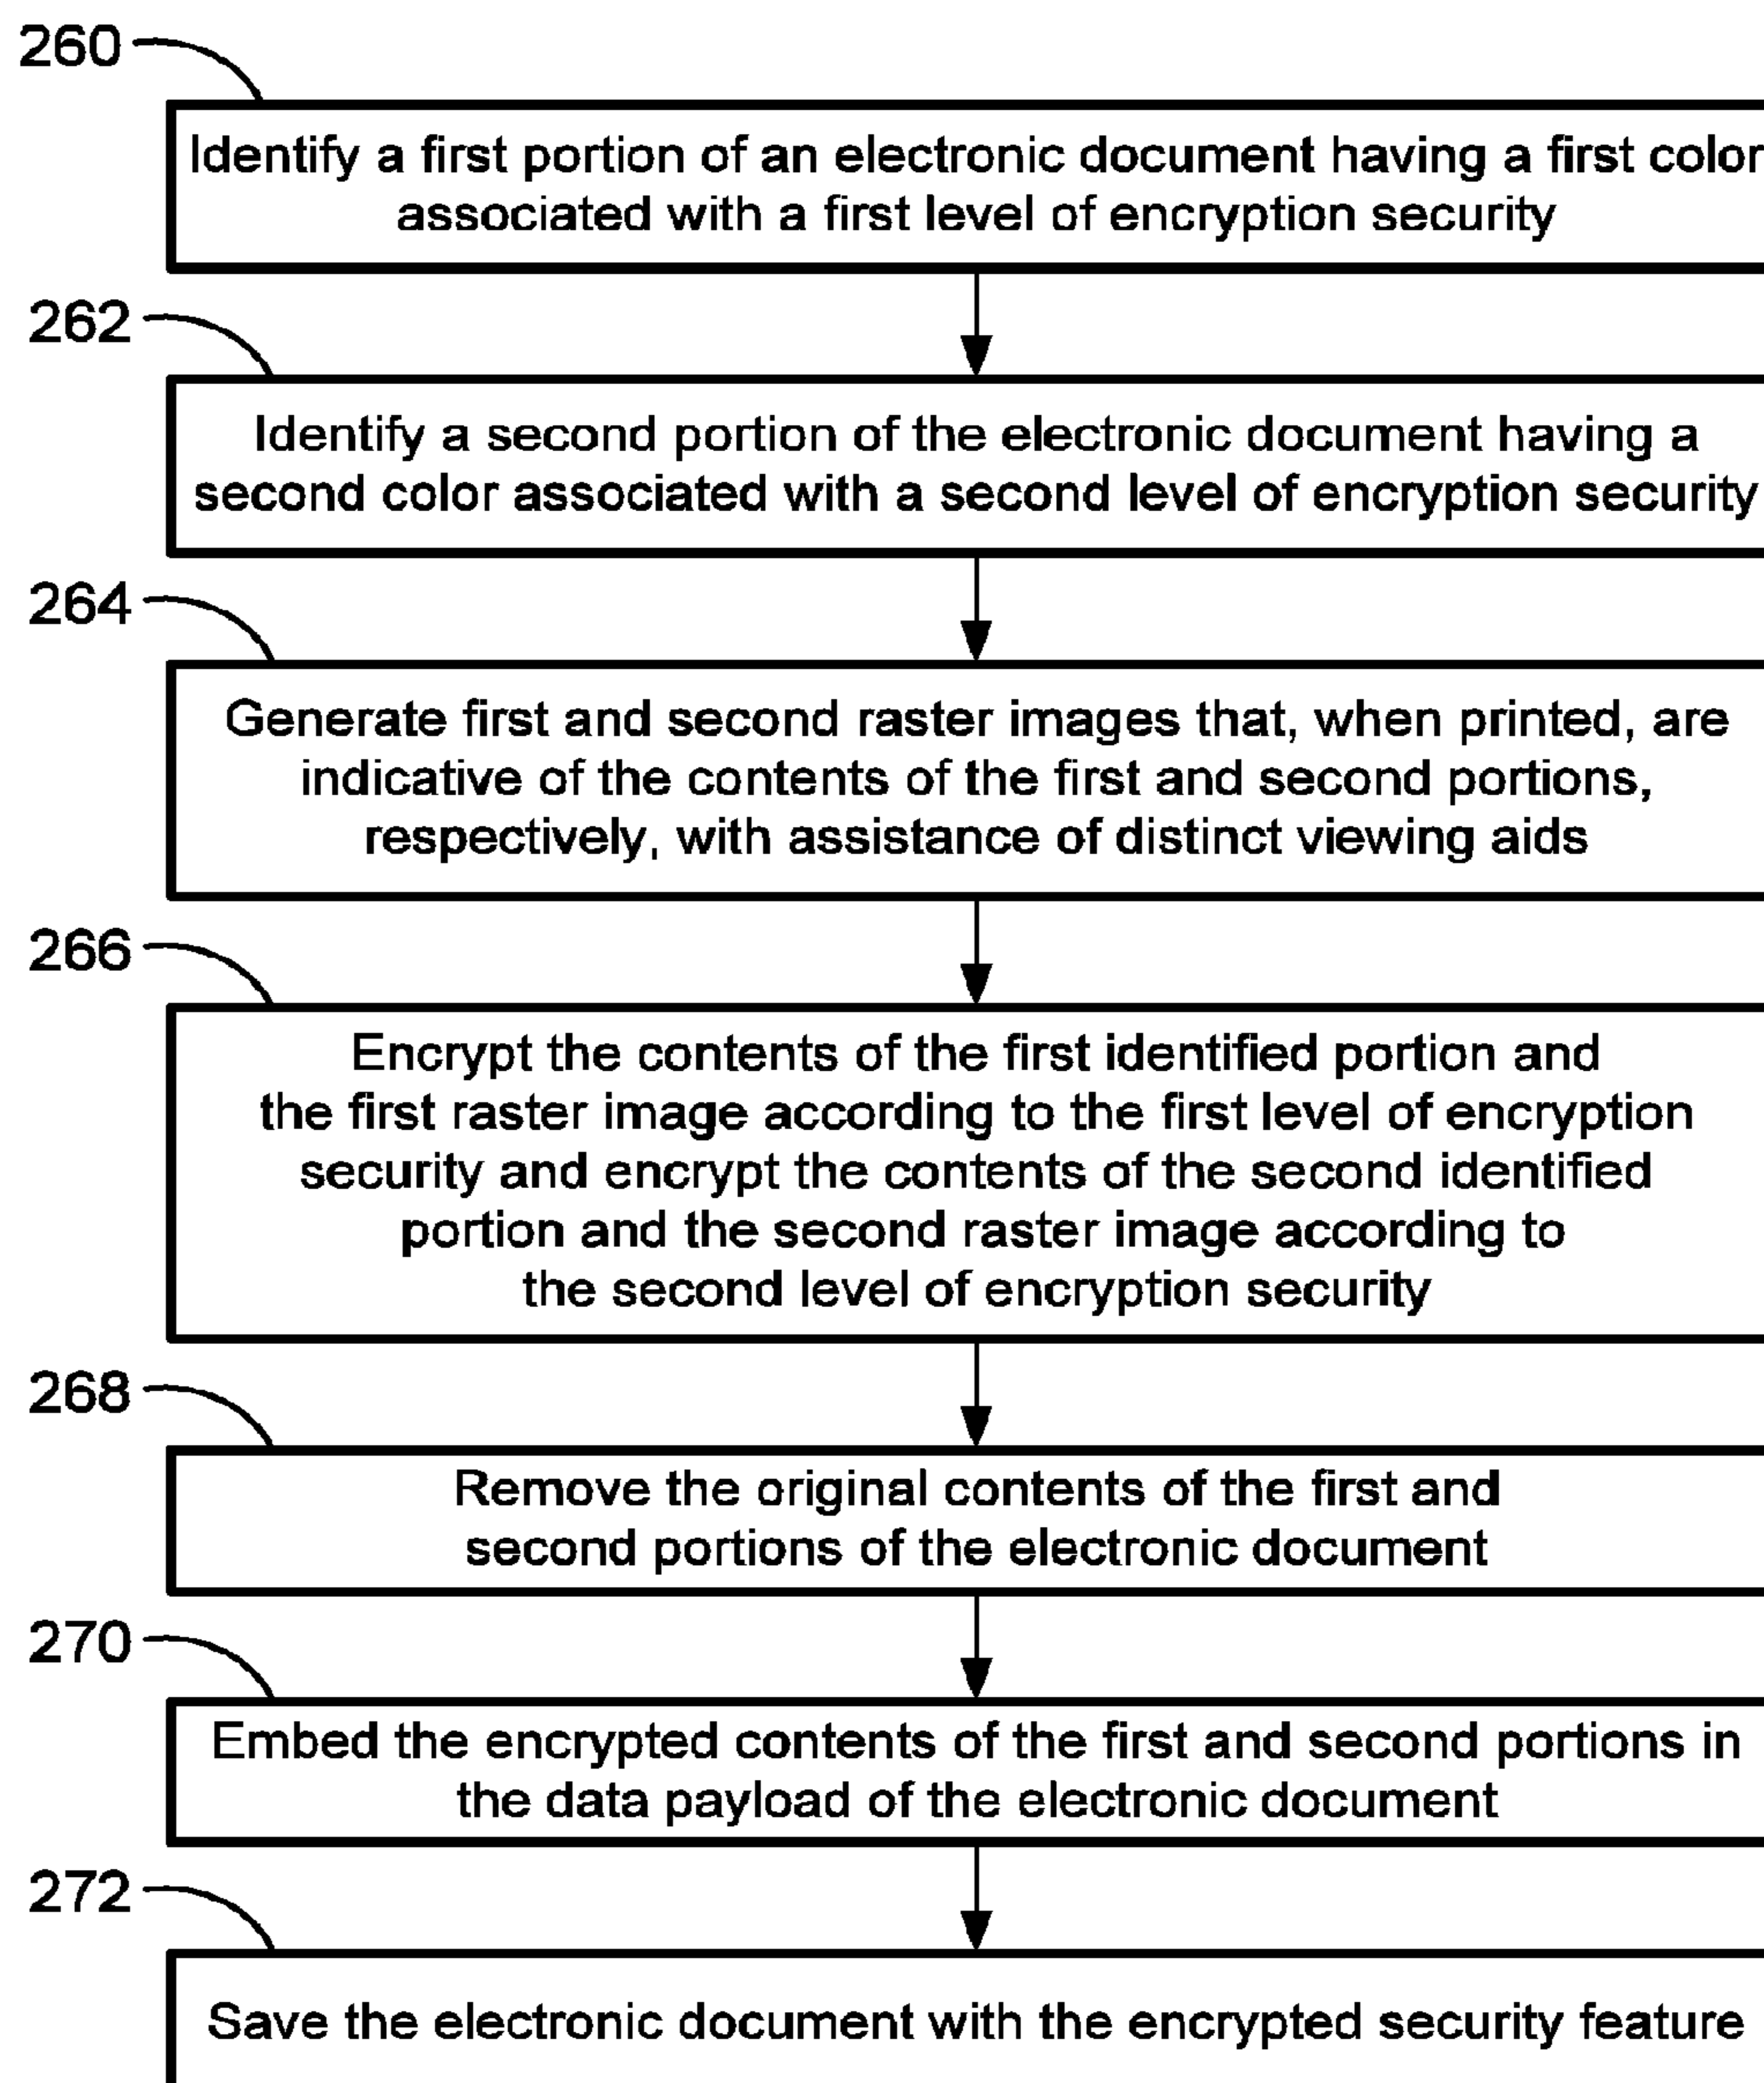 260
Identify a first portion of an electronic document having a first color
associated with a first level of encryption security
262
Identify a second portion of the electronic document having a
second color associated with a second level of encryption security
264
Generate first and second raster images that, when printed, are
indicative of the contents of the first and second portions,
respectively, with assistance of distinct viewing aids
266
Encrypt the contents of the first identified portion and
the first raster image according to the first level of encryption
security and encrypt the contents of the second identified
portion and the second raster image according to
the second level of encryption security
268
Remove the original contents of the first and
second portions of the electronic document
270
Embed the encrypted contents of the first and second portions in
the data payload of the electronic document
272
Save the electronic document with the encrypted security feature